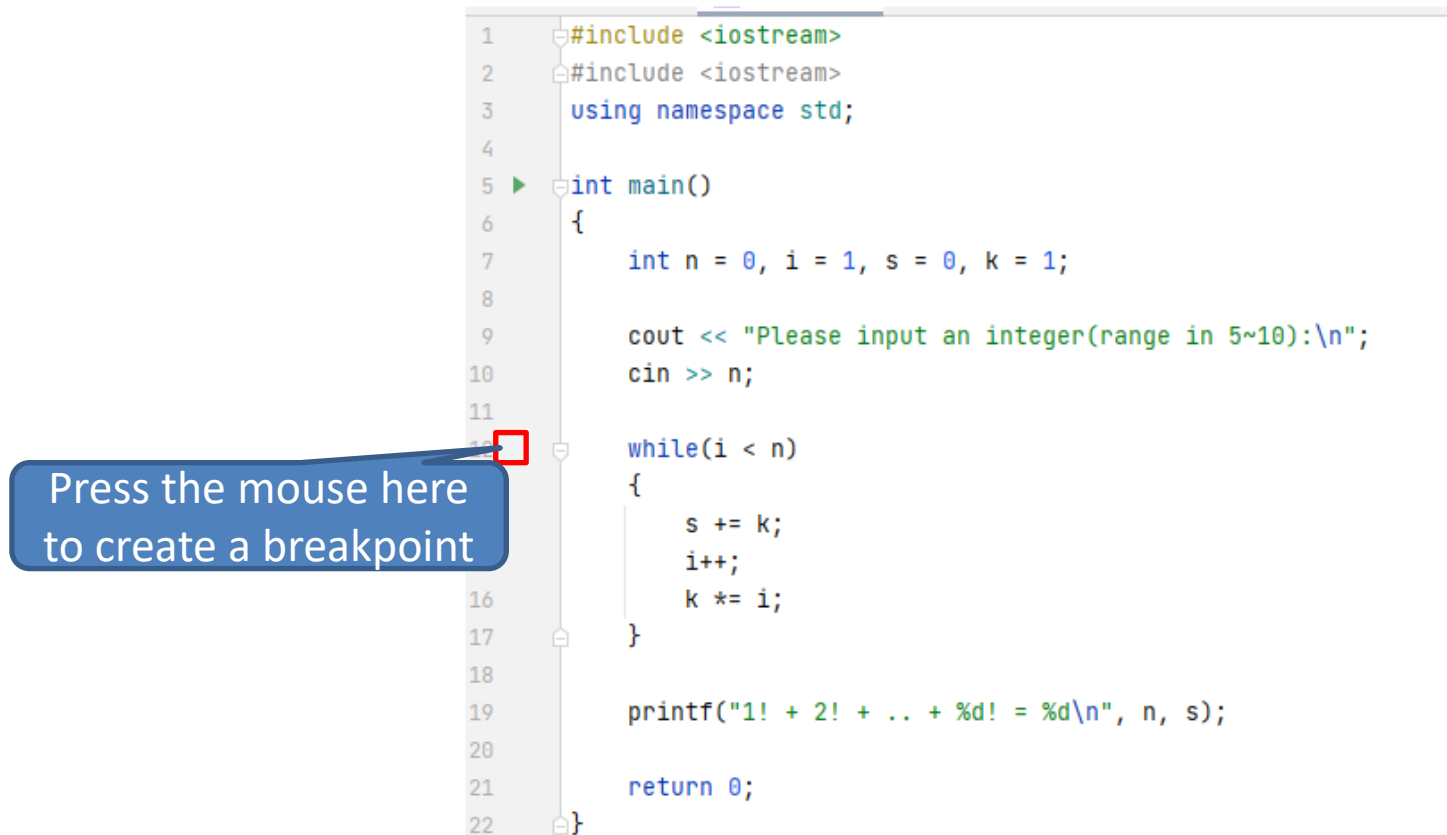 1 #include <iostream>
2 #include <iostream>
3 using namespace std;
4
5 int main()
6 {
7 int n = 0, i = 1, s = 0, k = 1;
8
9 cout << "Please input an integer(range in 5~10):\n";
10 cin >> n;
11
while(i < n)
{
s += k;
i++;
16 k *= i;
17 }
18
19 printf("1! + 2! + .. + %d! = %d\n", n, s);
20
21 return 0;
22 }
Press the mouse here
to create a breakpoint